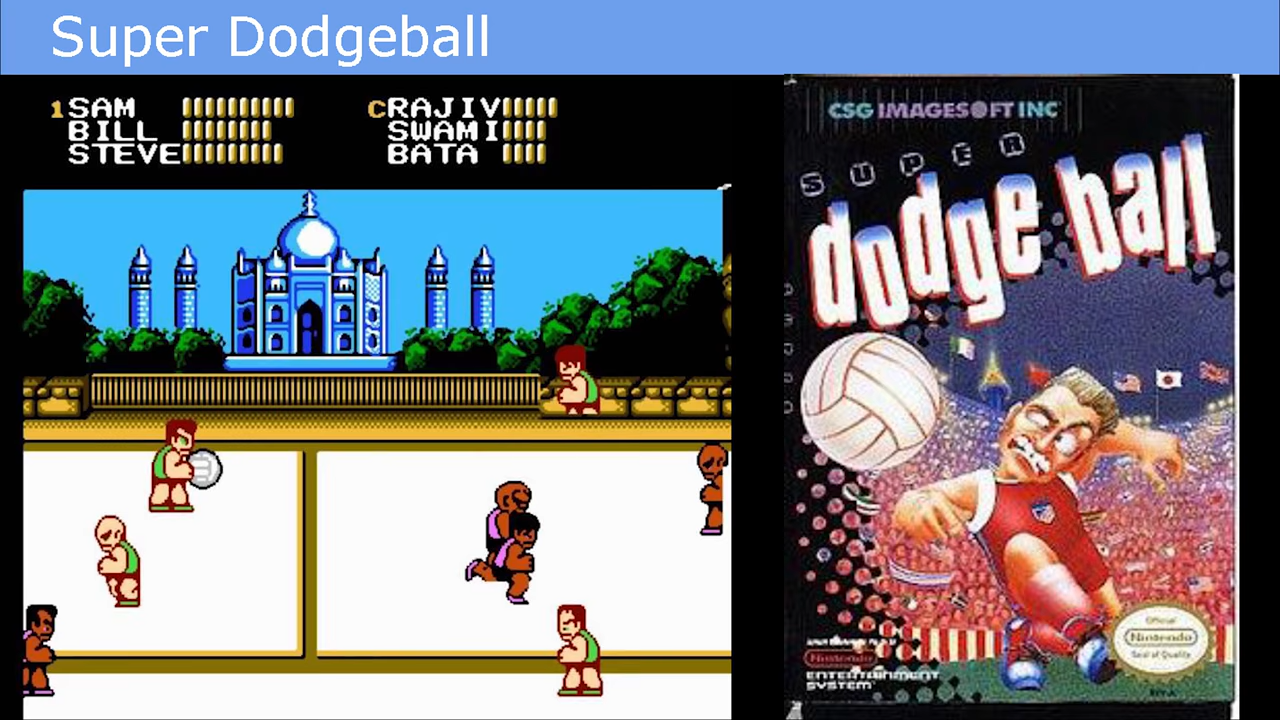 Super Dodgeball
1SAM CRAJIV
BILL SWAMI
STEVE BATA
CSG IMAGESOFT INC
SUPER
dodge ball
Official
Nintendo
Seal of Quality
Nintendo
ENTERTAINMENT
SYSTEM